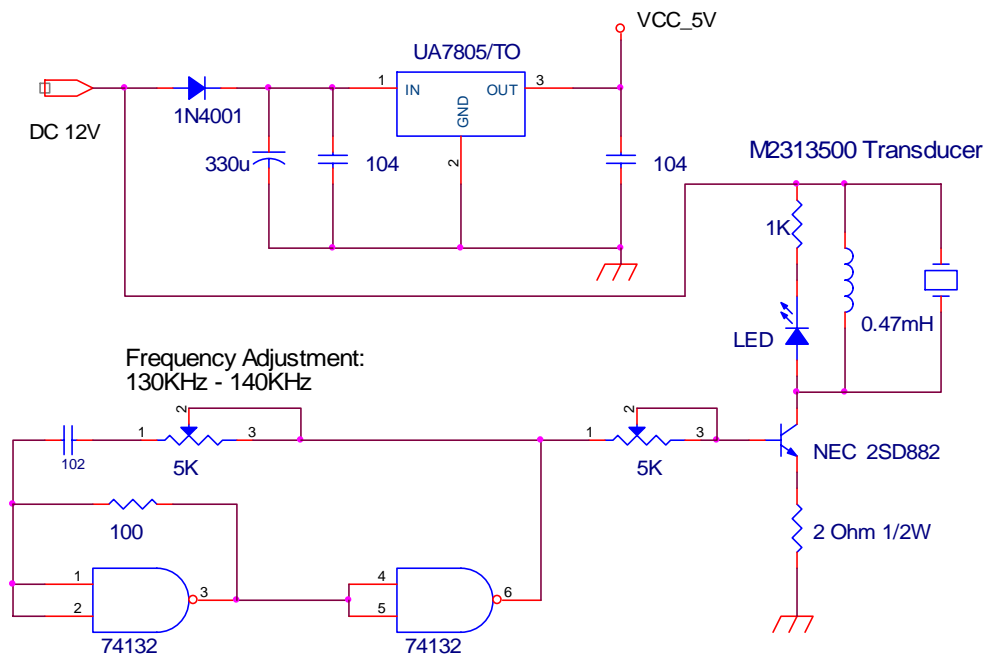 VCC_5V
UA7805/TO
1
IN
OUT
3
GND
2
DC 12V
1N4001
330u
104
104
M2313500 Transducer
1K
LED
0.47mH
Frequency Adjustment:
130KHz - 140KHz
102
1
2
3
5K
1
2
3
5K
NEC 2SD882
100
2 Ohm 1/2W
1
2
3
74132
4
5
6
74132